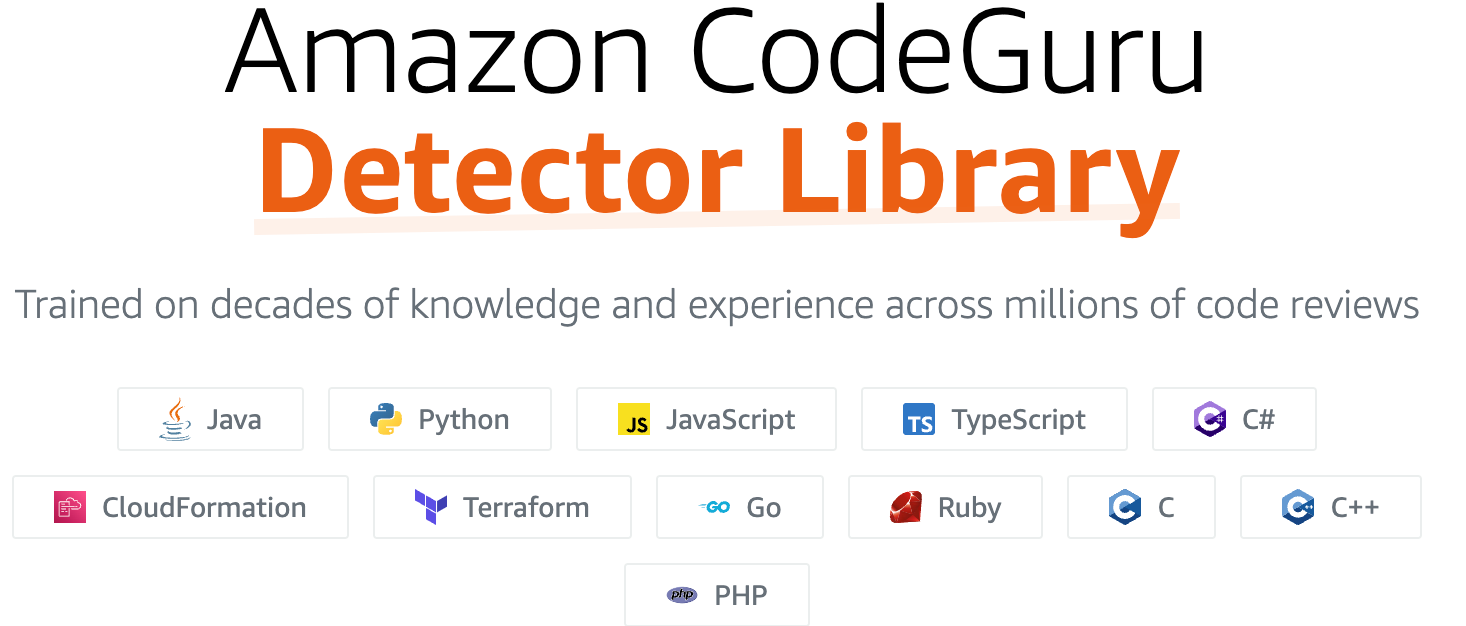 Amazon CodeGuru
Detector Library
Trained on decades of knowledge and experience across millions of code reviews
Java Python JS JavaScript TS TypeScript C# C#
CloudFormation Terraform GO Go Ruby C C C++ C++
php PHP